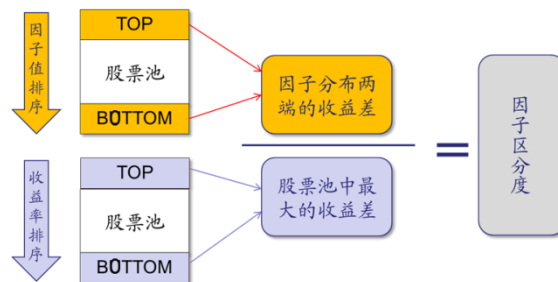 因子值排序
TOP
股票池
BOTTOM
因子分布两
端的收益差
收益率排序
TOP
股票池
BOTTOM
股票池中最
大的收益差
=
因子区分度